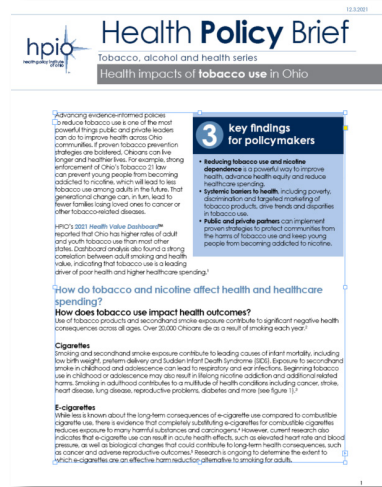 12.3.2021
hpio
health policy institute
of ohio
Health Policy Brief
Tobacco, alcohol and health series
Health impacts of tobacco use in Ohio
Advancing evidence-informed policies
to reduce tobacco use is one of the most
powerful things public and private leaders
can do to improve health across Ohio
communities. If proven tobacco prevention
strategies are bolstered, Ohioans can live
longer and healthier lives. For example, strong
enforcement of Ohio's Tobacco 21 law
can prevent young people from becoming
addicted to nicotine, which will lead to less
tobacco use among adults in the future. That
generational change can, in turn, lead to
fewer families losing loved ones to cancer or
other tobacco-related diseases.
HPIO's 2021 Health Value Dashboard™
reported that Ohio has higher rates of adult
and youth tobacco use than most other
states. Dashboard analysis also found a strong
correlation between adult smoking and health
value, indicating that tobacco use is a leading
driver of poor health and higher healthcare spending.¹
3 key findings
for policymakers
• Reducing tobacco use and nicotine
dependence is a powerful way to improve
health, advance health equity and reduce
healthcare spending.
• Systemic barriers to health, including poverty,
discrimination and targeted marketing of
tobacco products, drive trends and disparities
in tobacco use.
• Public and private partners can implement
proven strategies to protect communities from
the harms of tobacco use and keep young
people from becoming addicted to nicotine.
How do tobacco and nicotine affect health and healthcare
spending?
How does tobacco use impact health outcomes?
Use of tobacco products and secondhand smoke exposure contribute to significant negative health
consequences across all ages. Over 20,000 Ohioans die as a result of smoking each year.²
Cigarettes
Smoking and secondhand smoke exposure contribute to leading causes of infant mortality, including
low birth weight, preterm delivery and Sudden Infant Death Syndrome (SIDS). Exposure to secondhand
smoke in childhood and adolescence can lead to respiratory and ear infections. Beginning tobacco
use in childhood or adolescence may also result in lifelong nicotine addiction and additional related
harms. Smoking in adulthood contributes to a multitude of health conditions including cancer, stroke,
heart disease, lung disease, reproductive problems, diabetes and more (see figure 1).³
E-cigarettes
While less is known about the long-term consequences of e-cigarette use compared to combustible
cigarette use, there is evidence that completely substituting e-cigarettes for combustible cigarettes
reduces exposure to many harmful substances and carcinogens.⁴ However, current research also
indicates that e-cigarette use can result in acute health effects, such as elevated heart rate and blood
pressure, as well as biological changes that could contribute to long-term health consequences, such
as cancer and adverse reproductive outcomes.⁵ Research is ongoing to determine the extent to
which e-cigarettes are an effective harm reduction alternative to smoking for adults.
1